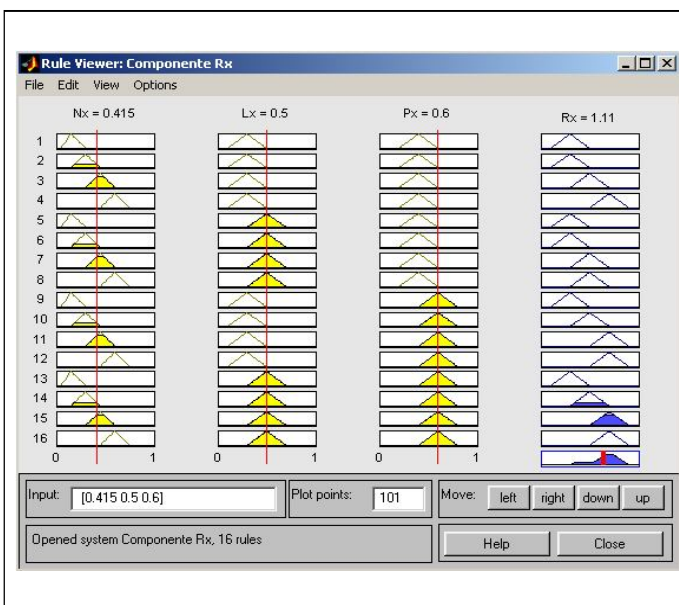 Rule Viewer: Componente Rx
File Edit View Options
Nx = 0.415 Lx = 0.5 Px = 0.6 Rx = 1.11
1
2
3
4
5
6
7
8
9
10
11
12
13
14
15
16
0 1 0 1 0 1
Input: [0.415 0.5 0.6] Plot points: 101 Move: left right down up
Opened system Componente Rx, 16 rules Help Close